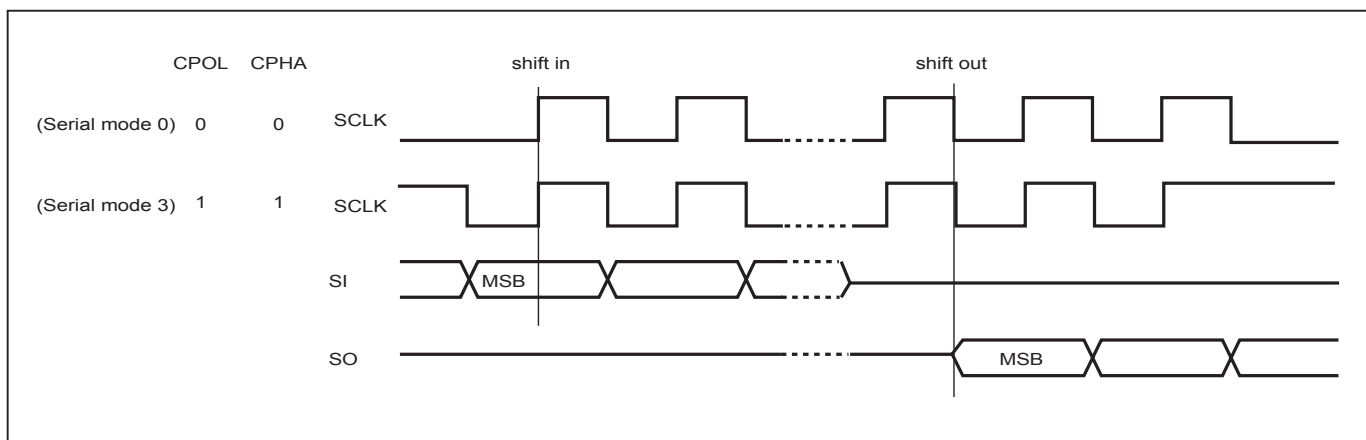 CPOL CPHA shift in shift out
(Serial mode 0) 0 0 SCLK
(Serial mode 3) 1 1 SCLK
SI MSB
SO MSB